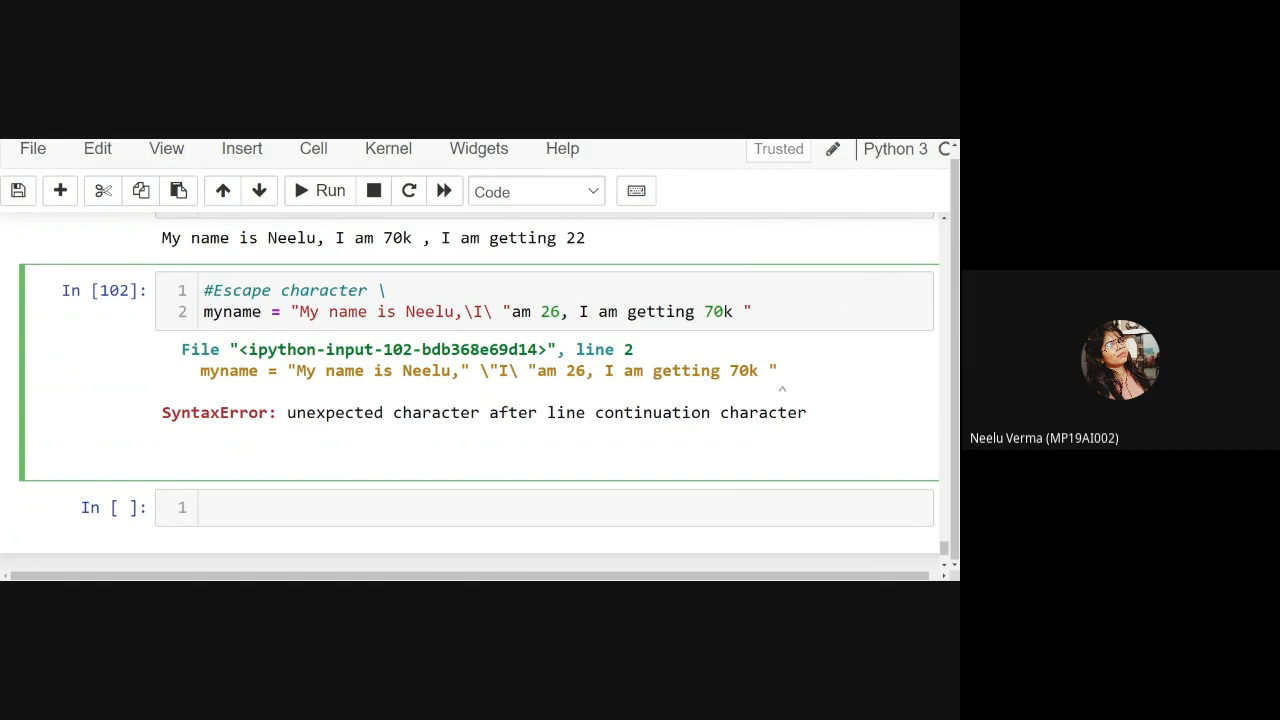 File Edit View Insert Cell Kernel Widgets Help Trusted Python 3
Run Code
My name is Neelu, I am 70k , I am getting 22
In [102]: 1 #Escape character \
2 myname = "My name is Neelu,\I\ "am 26, I am getting 70k "
File "<ipython-input-102-bdb368e69d14>", line 2
myname = "My name is Neelu," \"I\ "am 26, I am getting 70k "
^
SyntaxError: unexpected character after line continuation character
Neelu Verma (MP19AI002)
In [ ]: 1